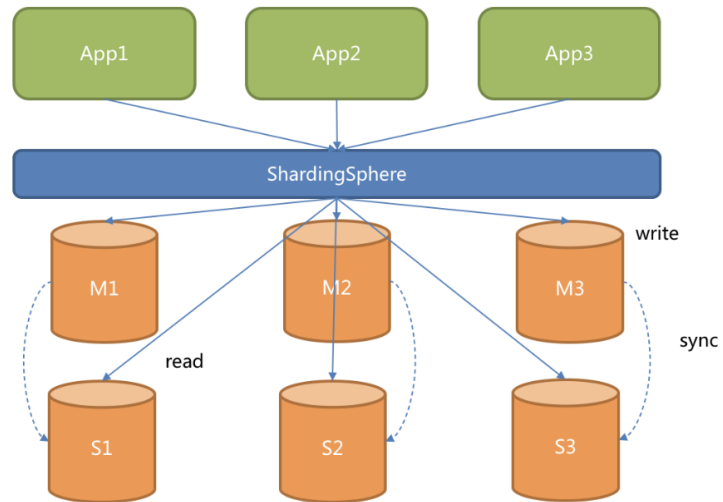 App1
App2
App3
ShardingSphere
write
M1
M2
M3
sync
read
S1
S2
S3